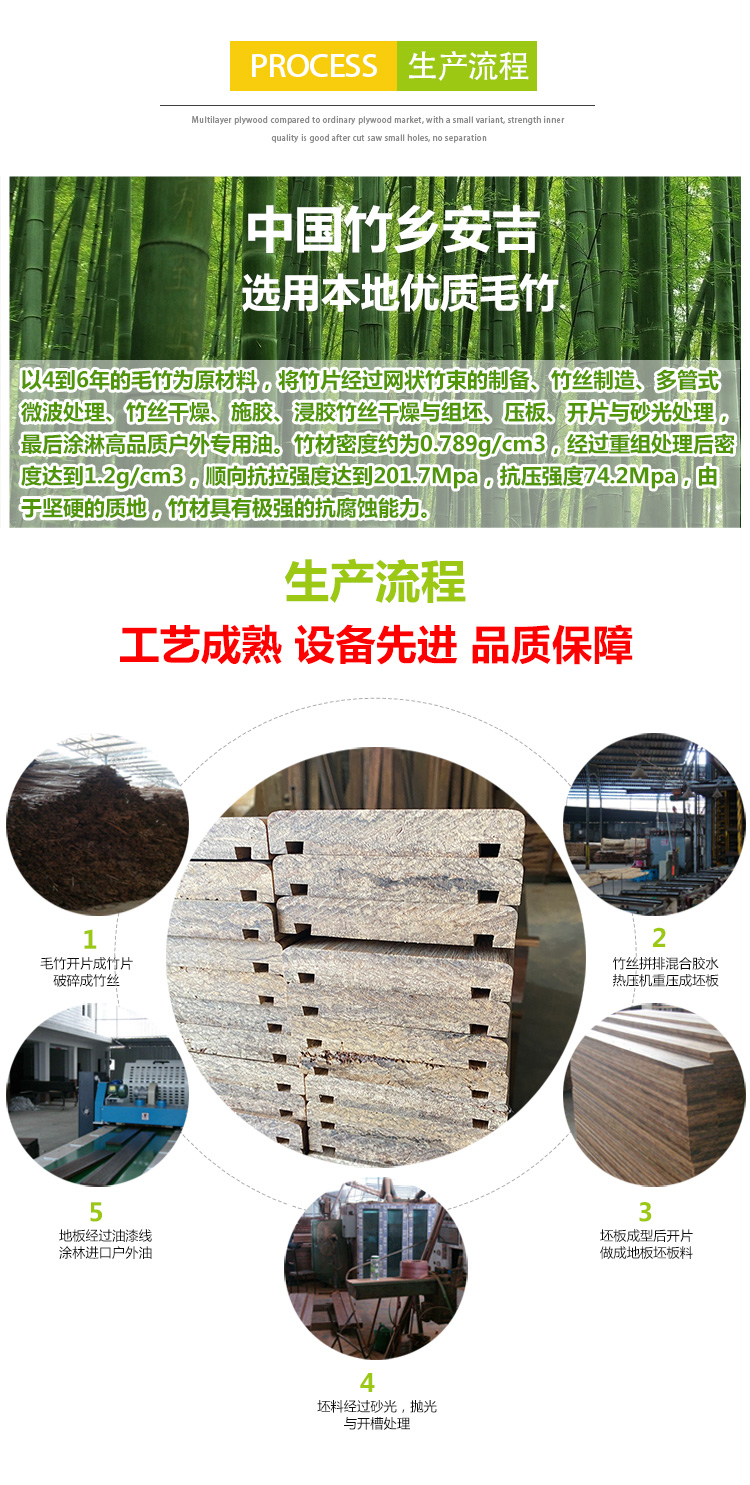 PROCESS 生产流程
Multilayer plywood compared to ordinary plywood market, with a small variant, strength inner
quality is good after cut saw small holes, no separation
中国竹乡安吉
选用本地优质毛竹
以4到6年的毛竹为原材料，将竹片经过网状竹束的制备、竹丝制造、多管式
微波处理、竹丝干燥、施胶、浸胶竹丝干燥与组坯、压板、开片与砂光处理，
最后涂淋高品质户外专用油。竹材密度约为0.789g/cm3，经过重组处理后密
度达到1.2g/cm3，顺向抗拉强度达到201.7Mpa，抗压强度74.2Mpa，由
于坚硬的质地，竹材具有极强的抗腐蚀能力。
生产流程
工艺成熟 设备先进 品质保障
1
毛竹开片成竹片
破碎成竹丝
2
竹丝拼排混合胶水
热压机重压成坯板
3
坯板成型后开片
做成地板坯板料
4
坯料经过砂光，抛光
与开槽处理
5
地板经过油漆线
涂林进口户外油